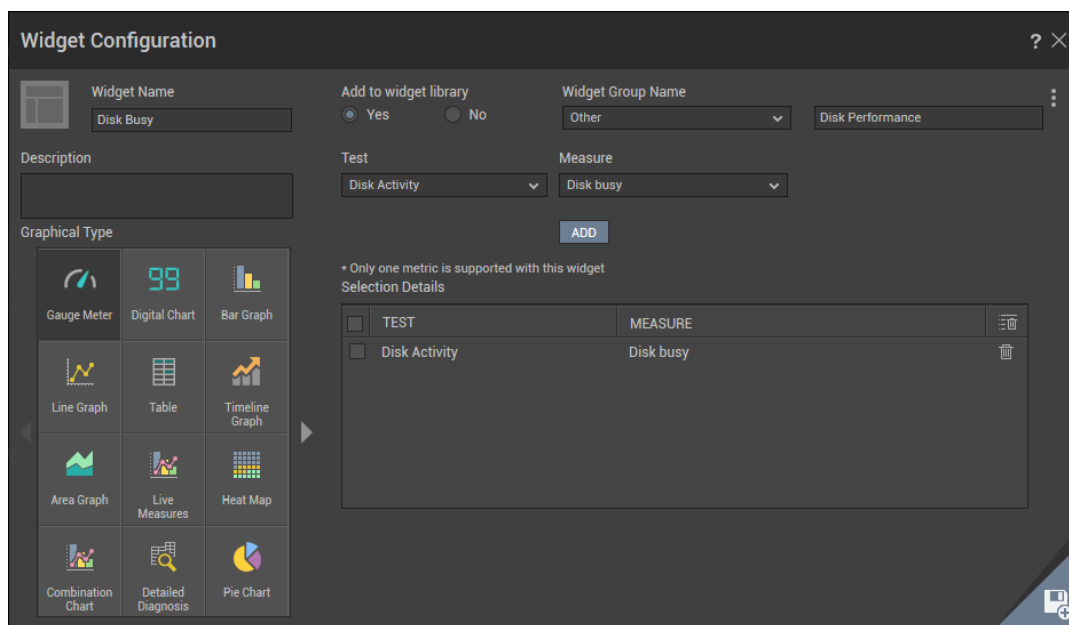 Widget Configuration
?
Widget Name
Disk Busy
Add to widget library
Yes
No
Widget Group Name
Other
Disk Performance
Description
Test
Disk Activity
Measure
Disk busy
ADD
Graphical Type
Gauge Meter
99
Digital Chart
Bar Graph
Line Graph
Table
Timeline
Graph
Area Graph
Live
Measures
Heat Map
Combination
Chart
Detailed
Diagnosis
Pie Chart
* Only one metric is supported with this widget
Selection Details
TEST MEASURE
Disk Activity Disk busy